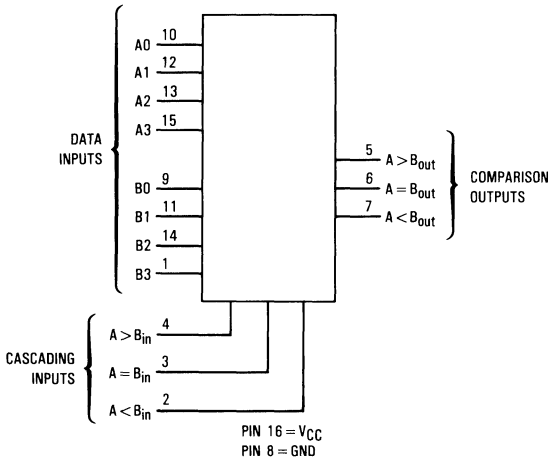 DATA
INPUTS
A0 10
A1 12
A2 13
A3 15
B0 9
B1 11
B2 14
B3 1
5 A>Bout
6 A=Bout
7 A<Bout
COMPARISON
OUTPUTS
CASCADING
INPUTS
A>Bin 4
A=Bin 3
A<Bin 2
PIN 16=VCC
PIN 8=GND